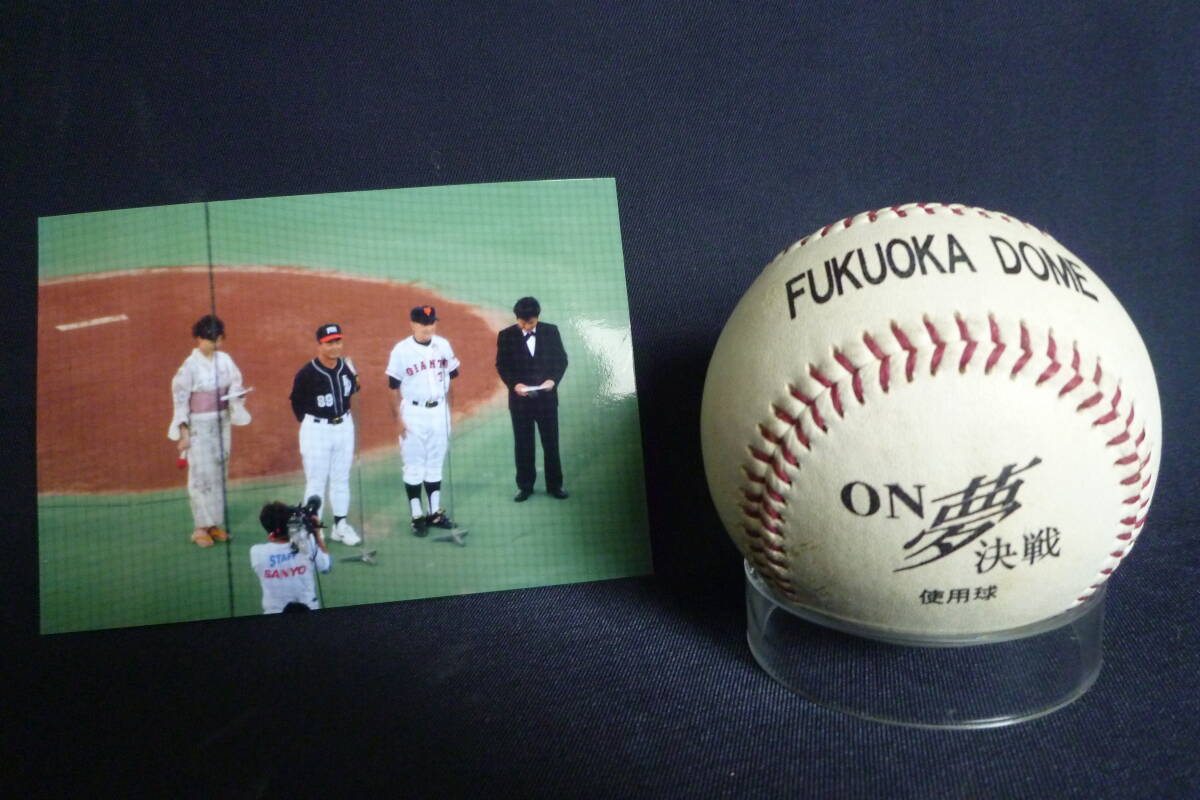 89
GIANTS
STAFF
SANYO
FUKUOKA DOME
ON夢
決戦
使用球